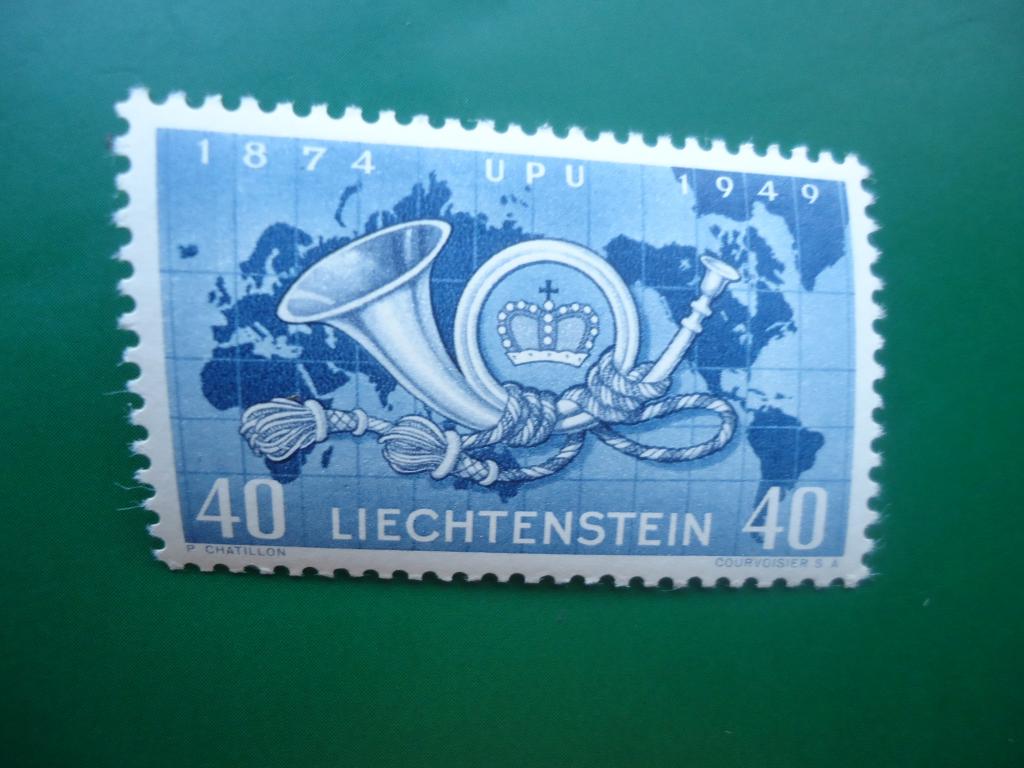 1874 UPU 1949
40 LIECHTENSTEIN 40
P CHATILLON COURVOISIER S A